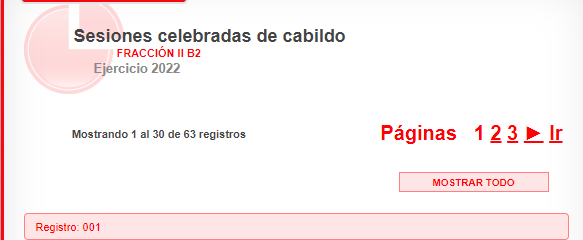 Sesiones celebradas de cabildo
FRACCIÓN II B2
Ejercicio 2022
Mostrando 1 al 30 de 63 registros
Páginas 1 2 3 ► Ir
MOSTRAR TODO
Registro: 001